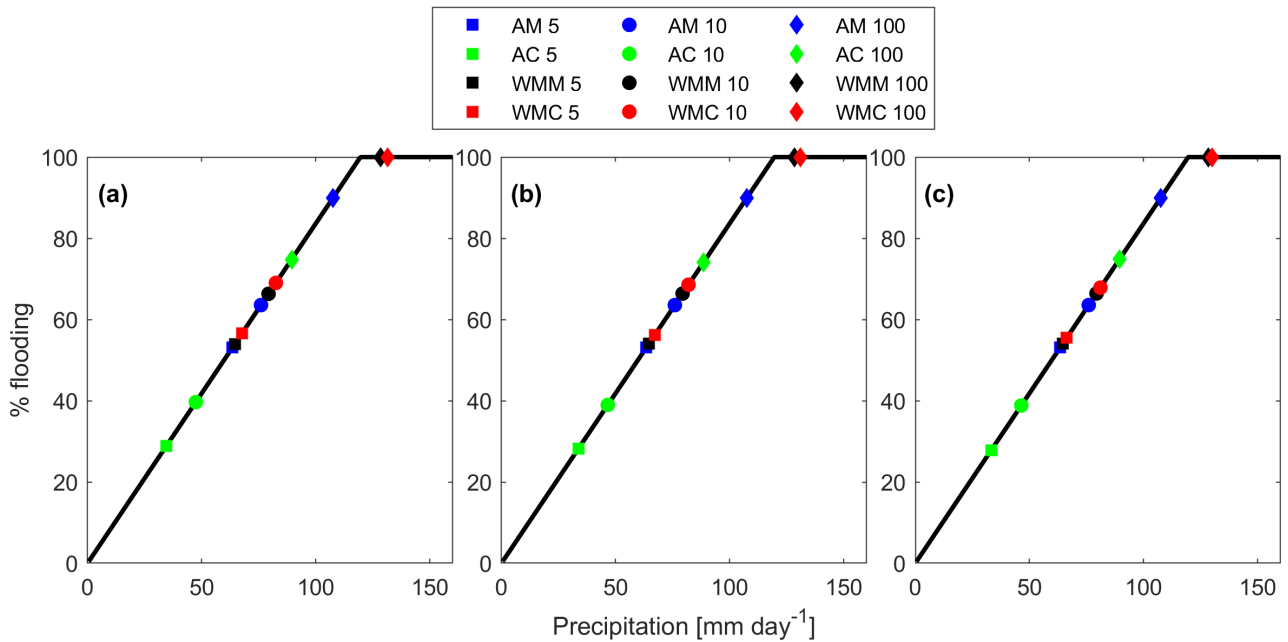 AM 5 AM 10 AM 100
AC 5 AC 10 AC 100
WMM 5 WMM 10 WMM 100
WMC 5 WMC 10 WMC 100
100 100 100
(a) (b) (c)
80 80 80
60 60 60
% flooding
40 40 40
20 20 20
0 0 0
0 50 100 150 0 50 100 150 0 50 100 150
Precipitation [mm day⁻¹]